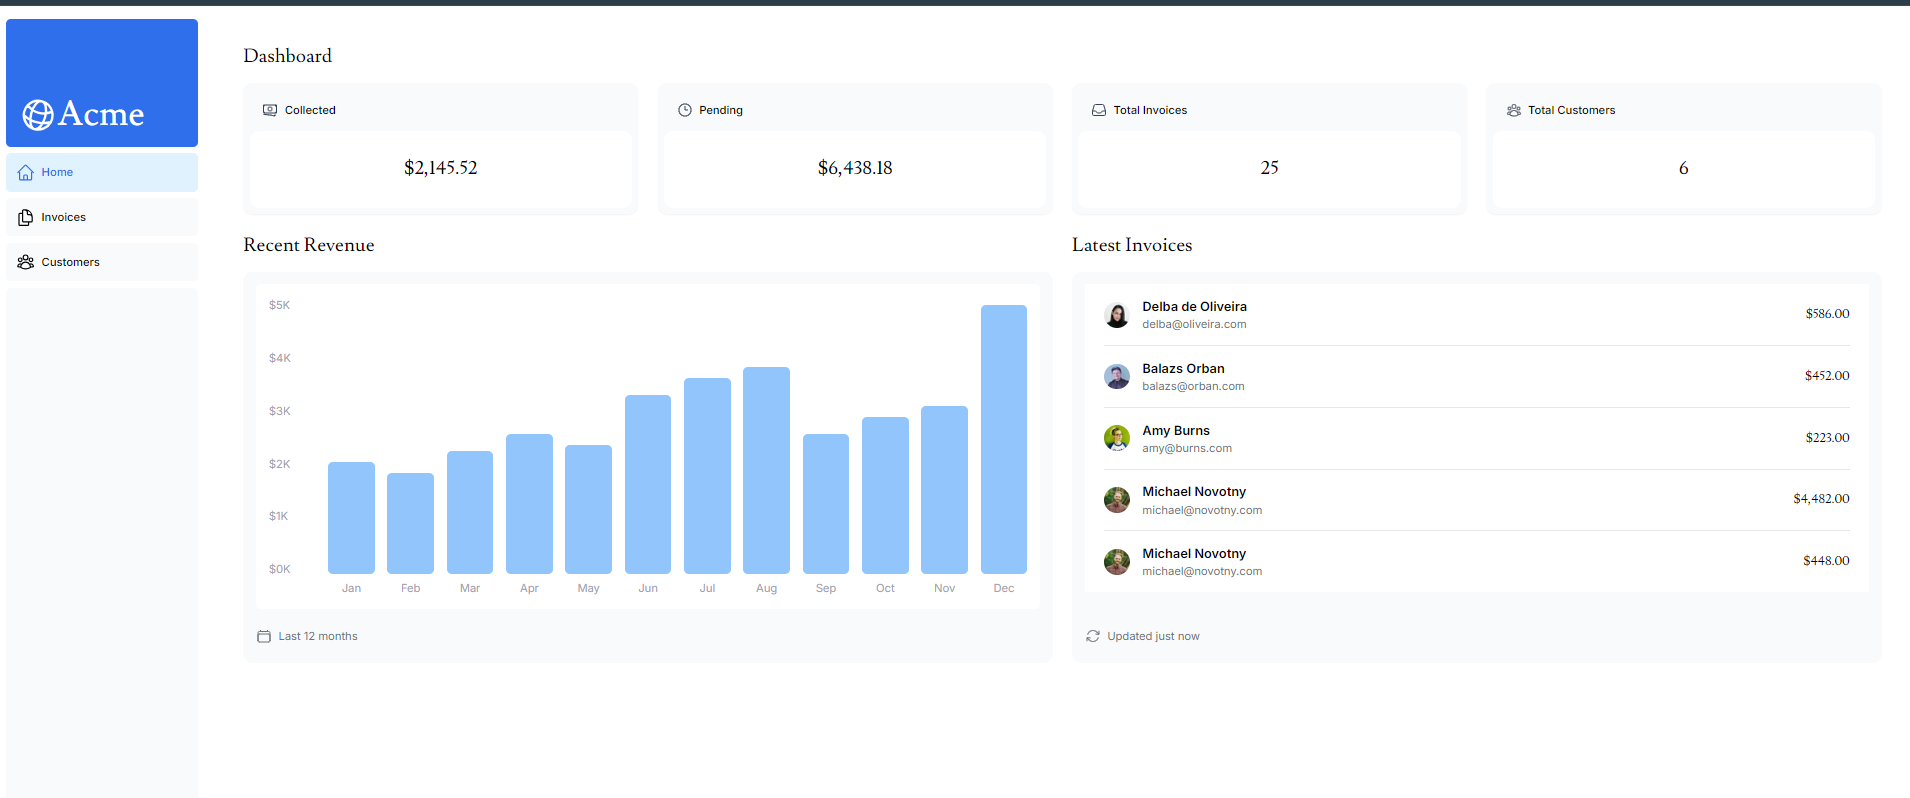 Acme
Home
Invoices
Customers
Dashboard
Collected
$2,145.52
Pending
$6,438.18
Total Invoices
25
Total Customers
6
Recent Revenue
$5K
$4K
$3K
$2K
$1K
$0K
Jan Feb Mar Apr May Jun Jul Aug Sep Oct Nov Dec
Last 12 months
Latest Invoices
Delba de Oliveira
delba@oliveira.com
$586.00
Balazs Orban
balazs@orban.com
$452.00
Amy Burns
amy@burns.com
$223.00
Michael Novotny
michael@novotny.com
$4,482.00
Michael Novotny
michael@novotny.com
$448.00
Updated just now